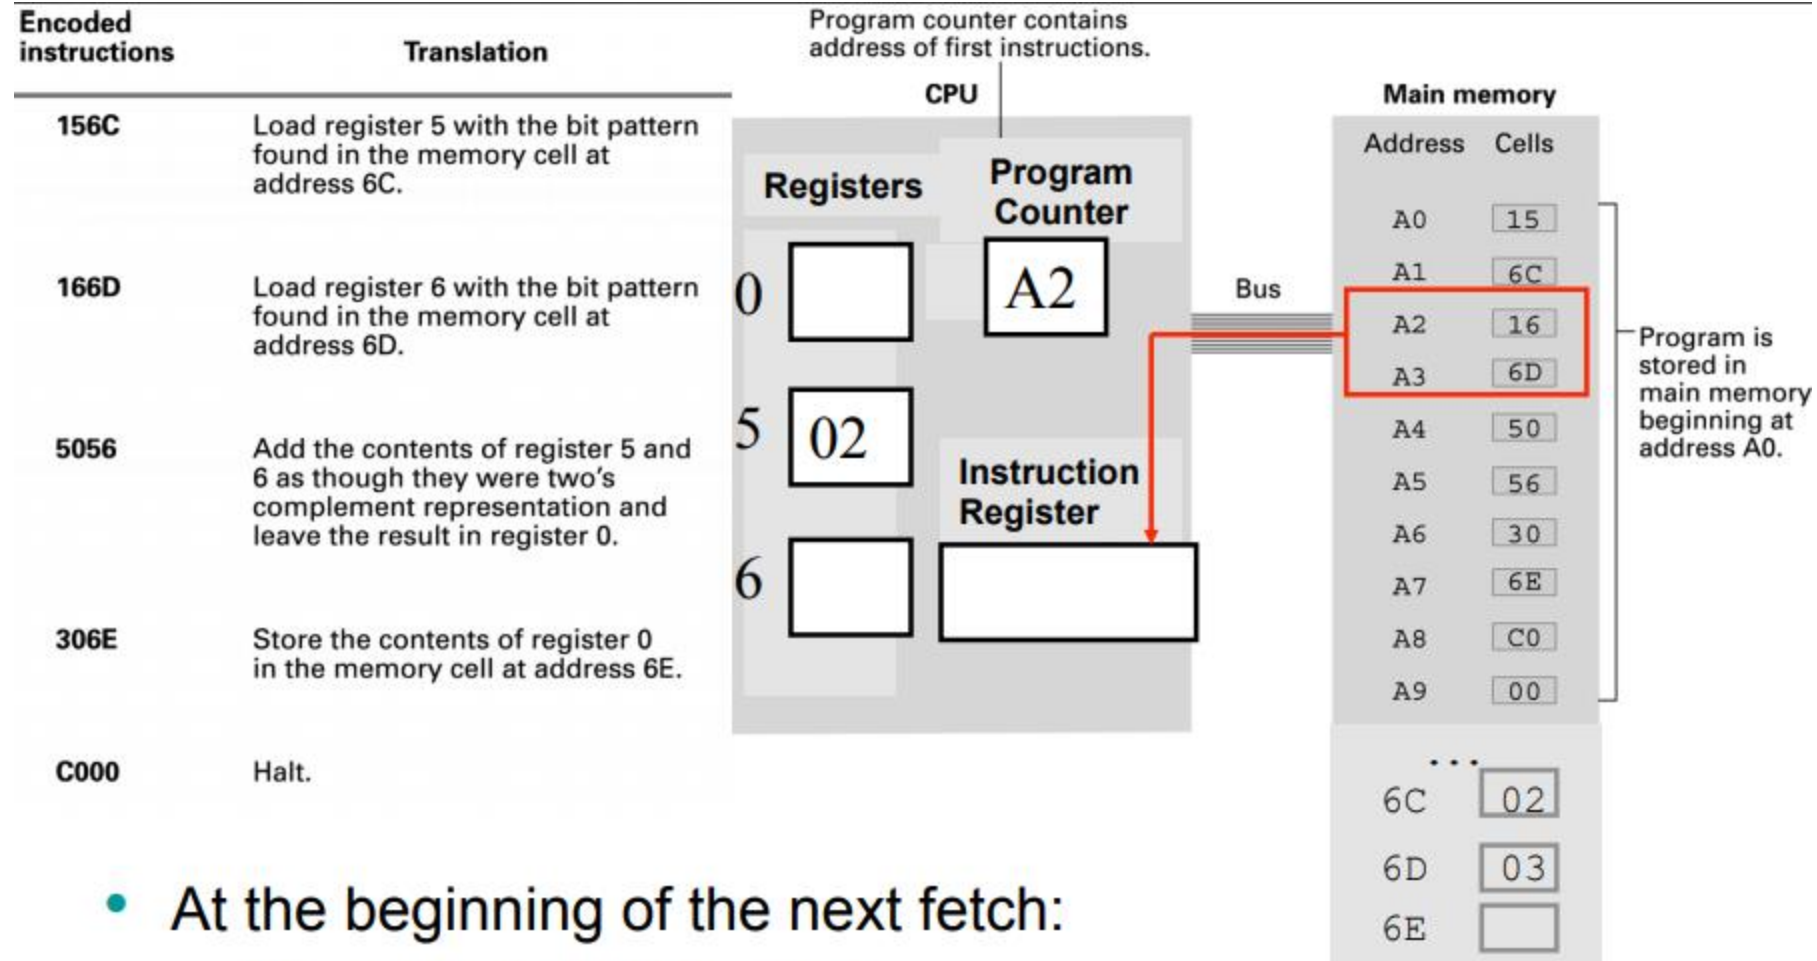 Encoded
instructions
Translation
156C
Load register 5 with the bit pattern
found in the memory cell at
address 6C.
166D
Load register 6 with the bit pattern
found in the memory cell at
address 6D.
5056
Add the contents of register 5 and
6 as though they were two's
complement representation and
leave the result in register 0.
306E
Store the contents of register 0
in the memory cell at address 6E.
C000
Halt.
Program counter contains
address of first instructions.
CPU
Registers
Program
Counter
0
A2
5
02
Instruction
Register
6
Bus
Main memory
Address Cells
A0 15
A1 6C
A2 16
A3 6D
A4 50
A5 56
A6 30
A7 6E
A8 C0
A9 00
...
6C 02
6D 03
6E
Program is
stored in
main memory
beginning at
address A0.
• At the beginning of the next fetch: